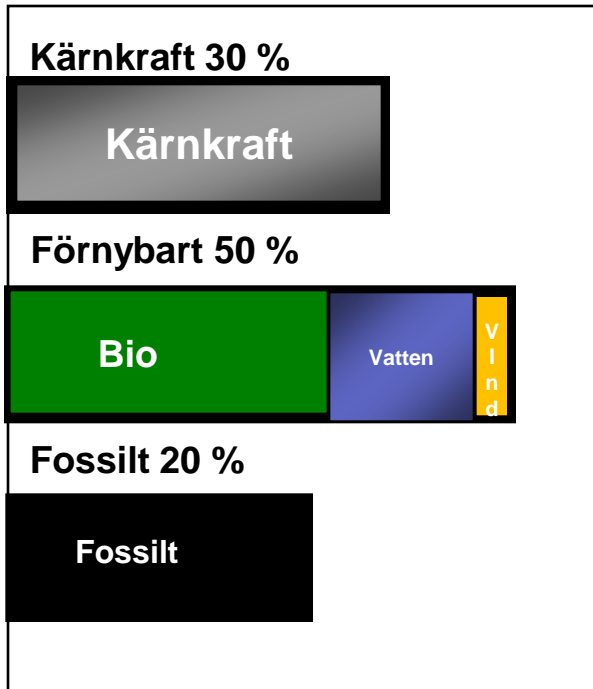 Kärnkraft 30 %
Kärnkraft
Förnybart 50 %
Bio
Vatten
V
I
n
d
Fossilt 20 %
Fossilt